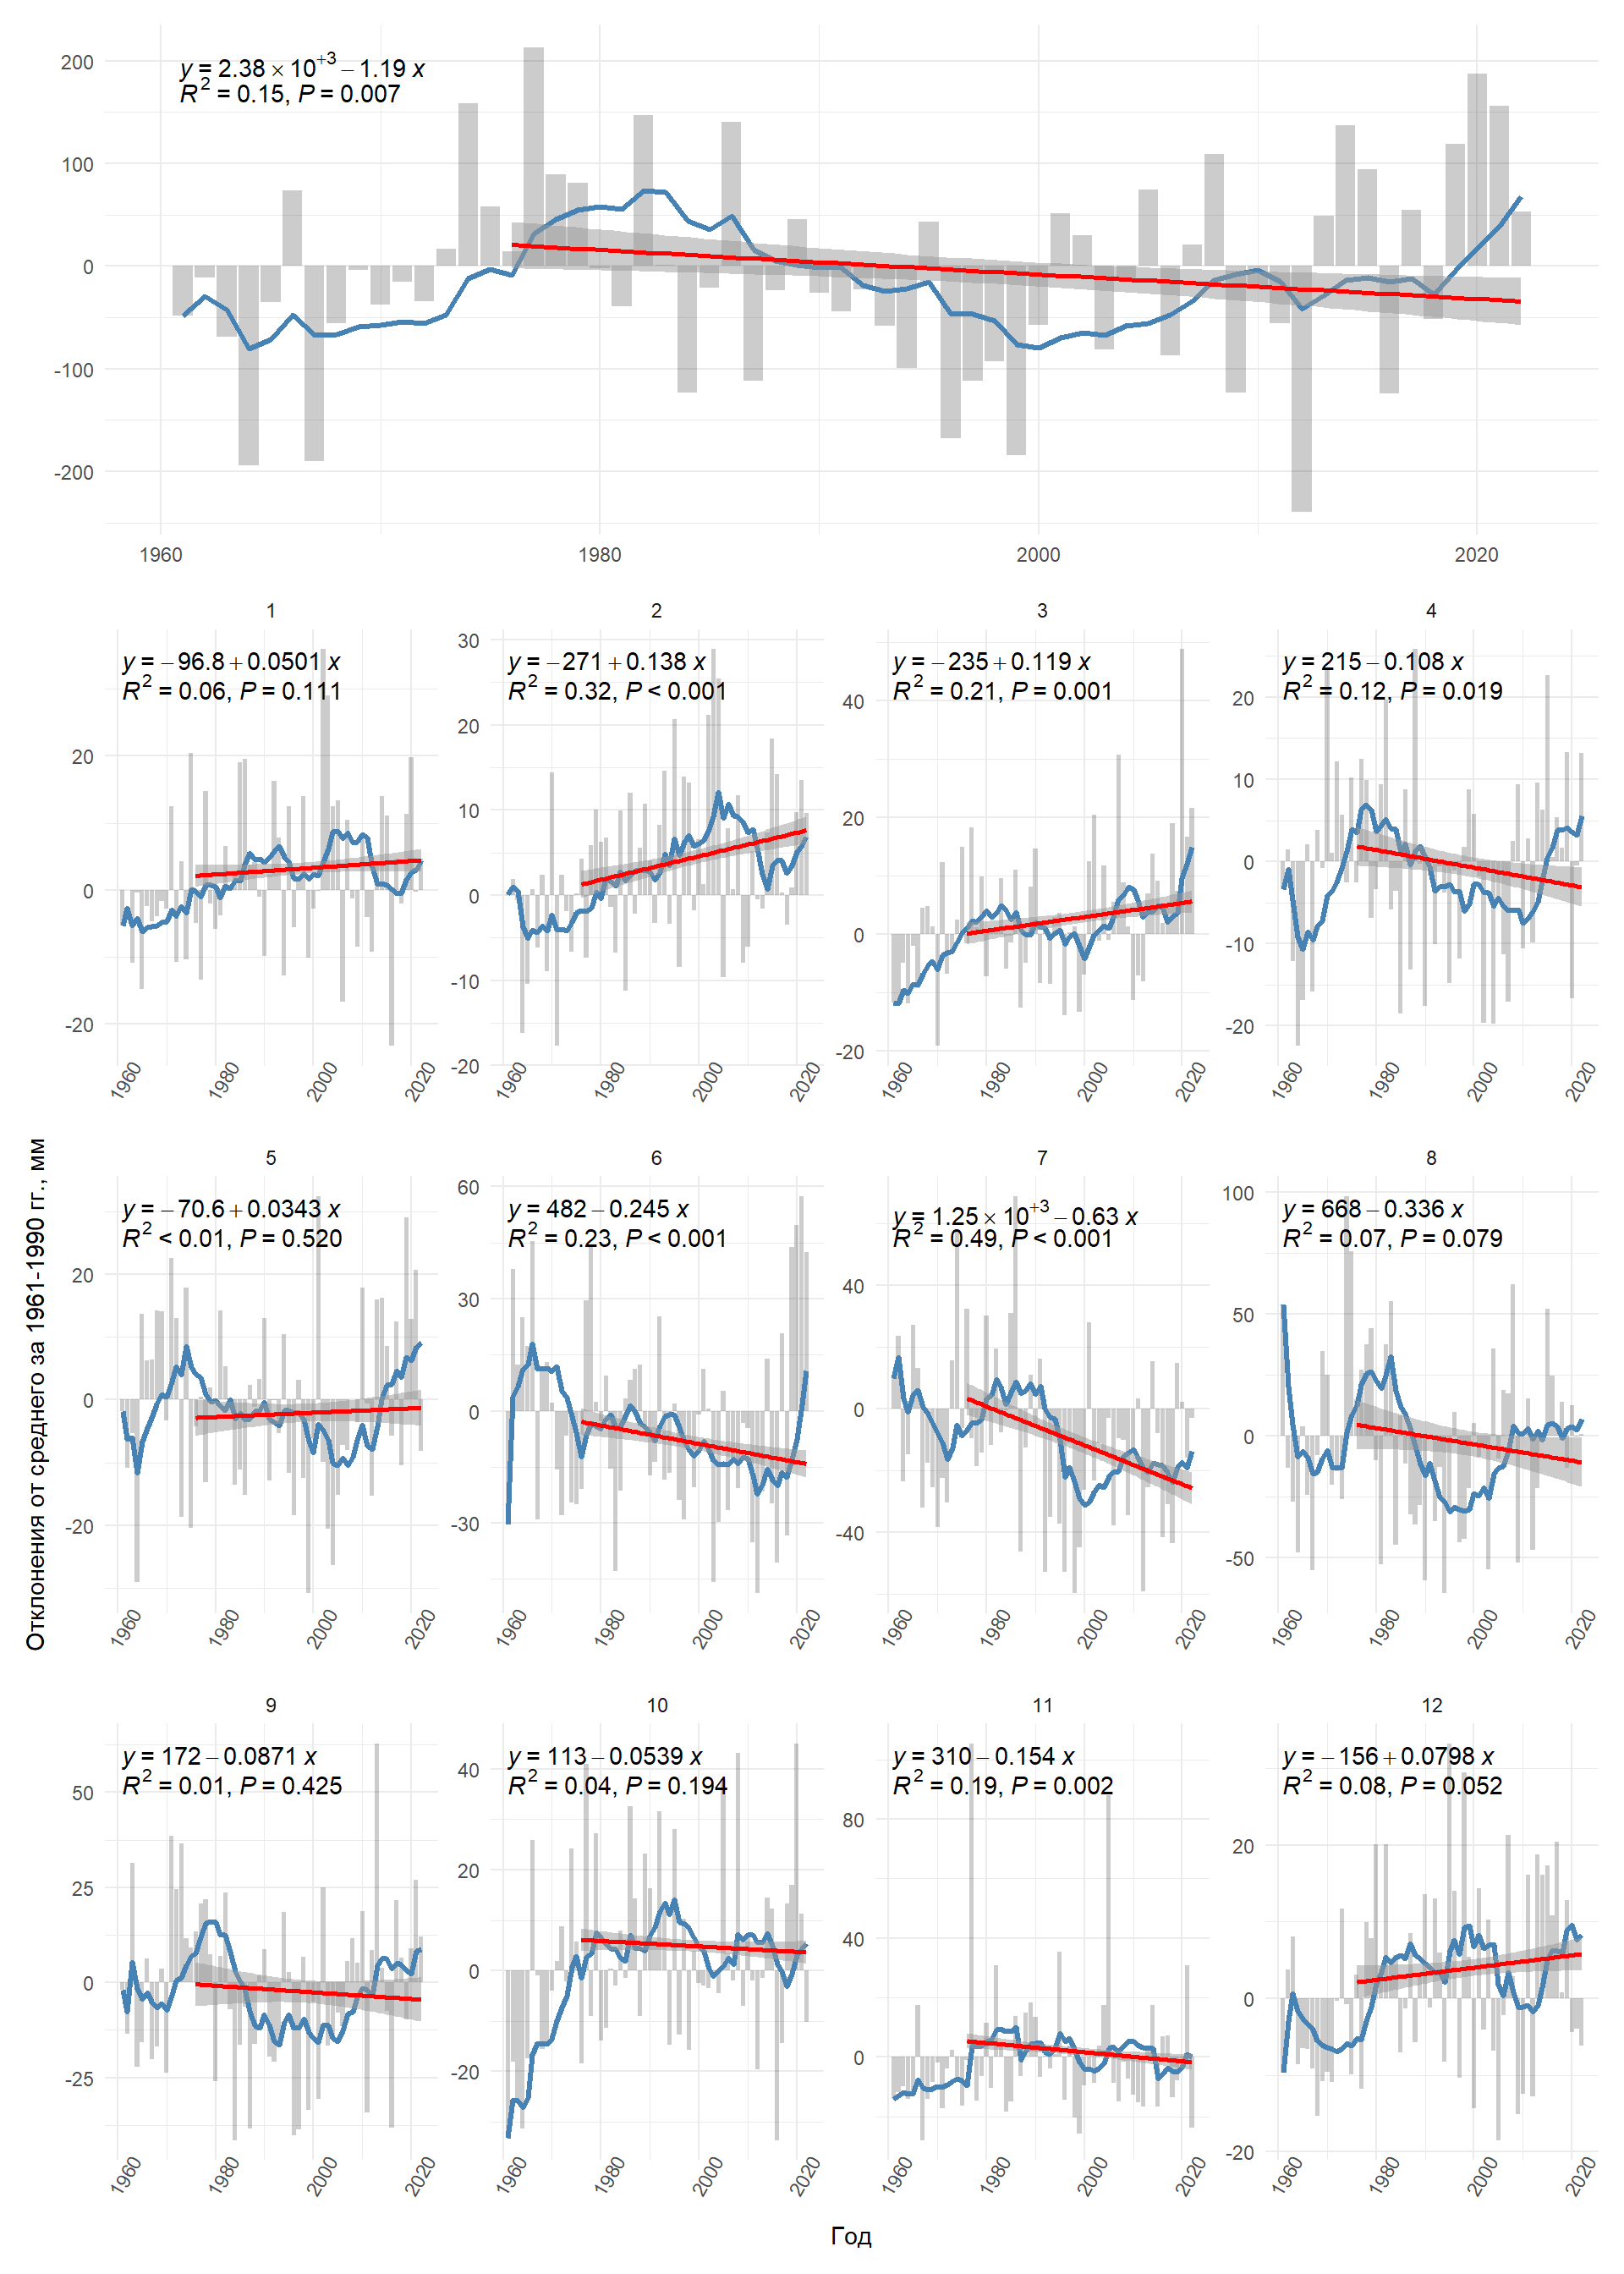 y = 2.38 × 10⁺³ − 1.19 x
R² = 0.15, P = 0.007
200
100
0
-100
-200
1960 1980 2000 2020
1 2 3 4
y = −96.8 + 0.0501 x
R² = 0.06, P = 0.111
20
0
-20
1960 1980 2000 2020
y = −271 + 0.138 x
R² = 0.32, P < 0.001
30
20
10
0
-10
-20
1960 1980 2000 2020
y = −235 + 0.119 x
R² = 0.21, P = 0.001
40
20
0
-20
1960 1980 2000 2020
y = 215 − 0.108 x
R² = 0.12, P = 0.019
20
10
0
-10
-20
1960 1980 2000 2020
Отклонения от среднего за 1961-1990 гг., мм
5 6 7 8
y = −70.6 + 0.0343 x
R² < 0.01, P = 0.520
20
0
-20
1960 1980 2000 2020
y = 482 − 0.245 x
R² = 0.23, P < 0.001
60
30
0
-30
1960 1980 2000 2020
y = 1.25 × 10⁺³ − 0.63 x
R² = 0.49, P < 0.001
40
0
-40
1960 1980 2000 2020
y = 668 − 0.336 x
R² = 0.07, P = 0.079
100
50
0
-50
1960 1980 2000 2020
9 10 11 12
y = 172 − 0.0871 x
R² = 0.01, P = 0.425
50
25
0
-25
1960 1980 2000 2020
y = 113 − 0.0539 x
R² = 0.04, P = 0.194
40
20
0
-20
1960 1980 2000 2020
y = 310 − 0.154 x
R² = 0.19, P = 0.002
80
40
0
1960 1980 2000 2020
y = −156 + 0.0798 x
R² = 0.08, P = 0.052
20
0
-20
1960 1980 2000 2020
Год